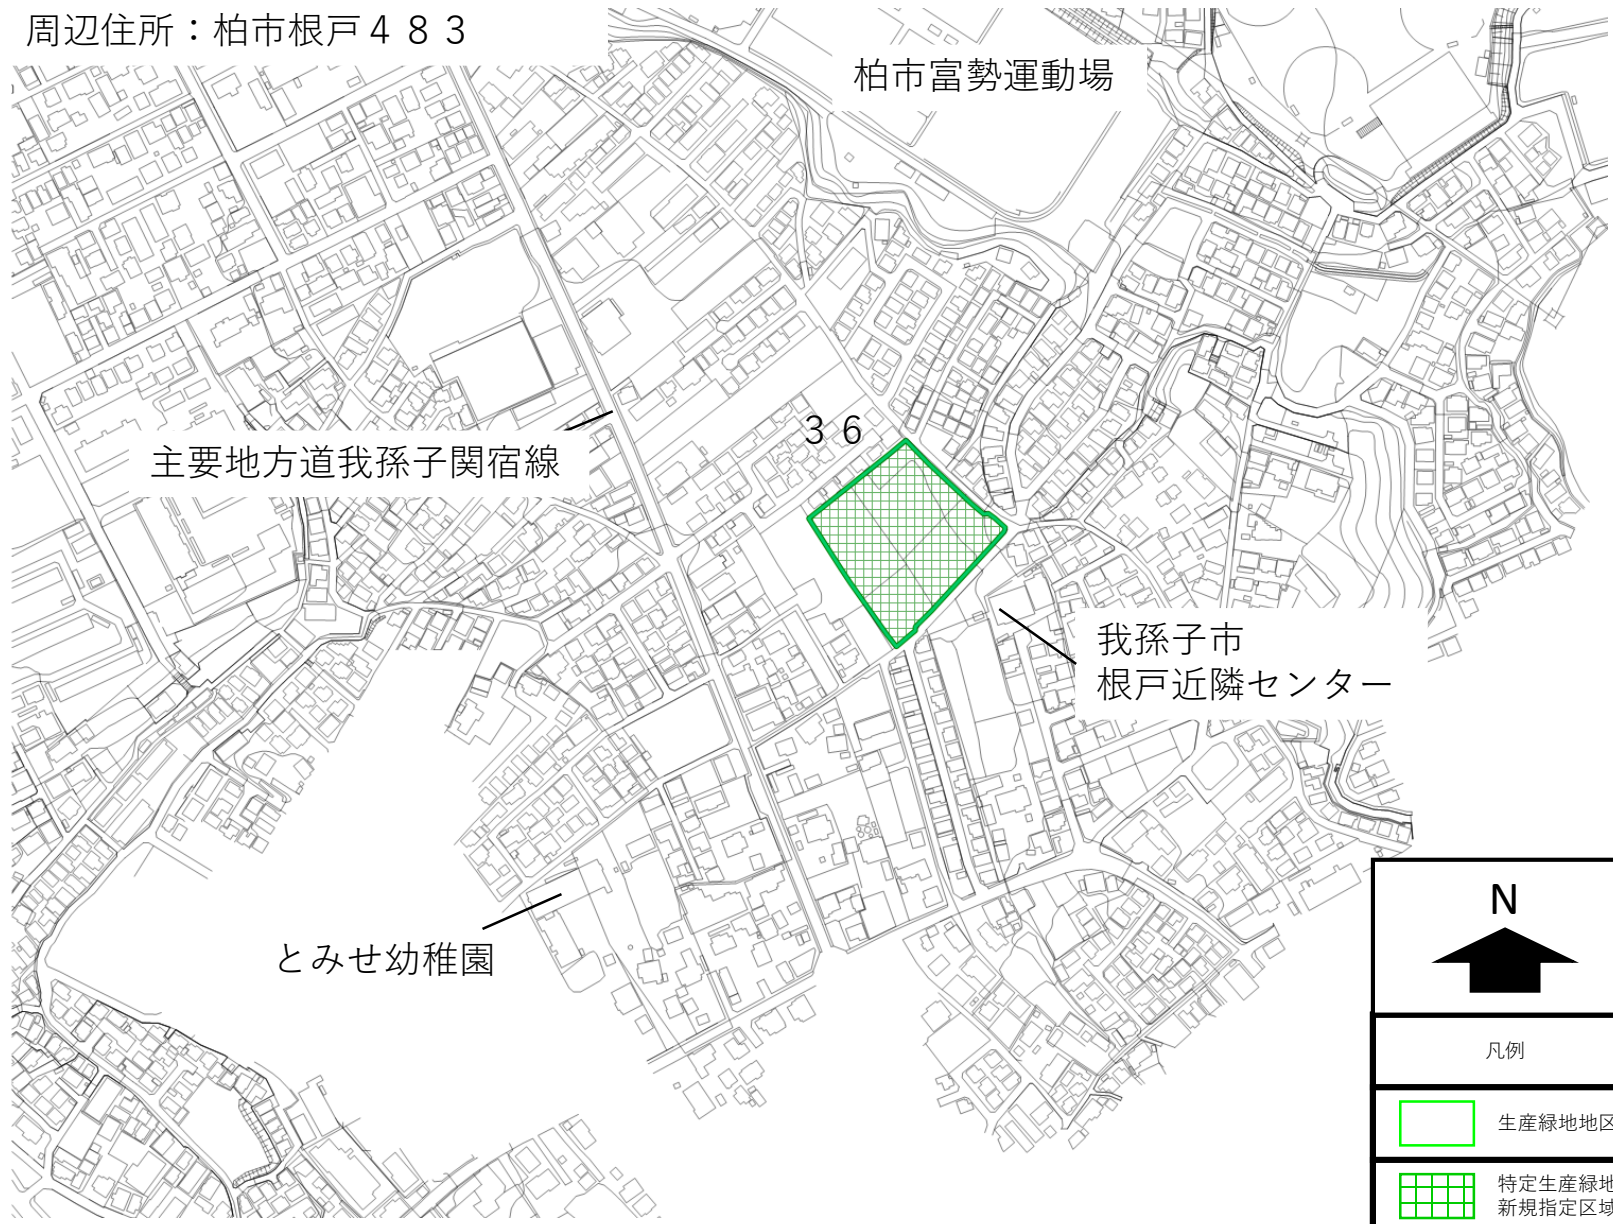 周辺住所：柏市根戸４８３
柏市富勢運動場
３６
主要地方道我孫子関宿線
我孫子市
根戸近隣センター
とみせ幼稚園
N
凡例
生産緑地地区
特定生産緑地
新規指定区域